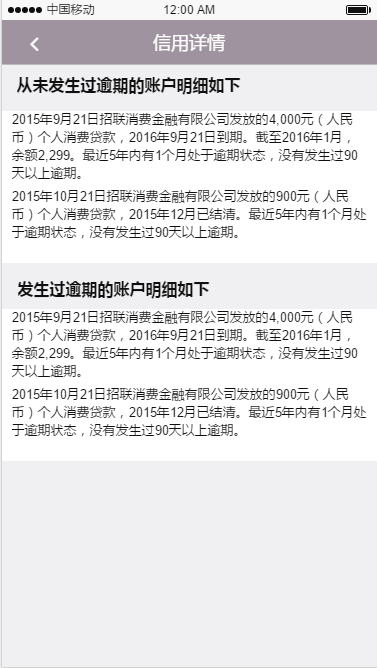 中国移动 12:00 AM
信用详情
从未发生过逾期的账户明细如下
2015年9月21日招联消费金融有限公司发放的4,000元（人民
币）个人消费贷款，2016年9月21日到期。截至2016年1月，
余额2,299。最近5年内有1个月处于逾期状态，没有发生过90
天以上逾期。
2015年10月21日招联消费金融有限公司发放的900元（人民
币）个人消费贷款，2015年12月已结清。最近5年内有1个月处
于逾期状态，没有发生过90天以上逾期。
发生过逾期的账户明细如下
2015年9月21日招联消费金融有限公司发放的4,000元（人民
币）个人消费贷款，2016年9月21日到期。截至2016年1月，
余额2,299。最近5年内有1个月处于逾期状态，没有发生过90
天以上逾期。
2015年10月21日招联消费金融有限公司发放的900元（人民
币）个人消费贷款，2015年12月已结清。最近5年内有1个月处
于逾期状态，没有发生过90天以上逾期。